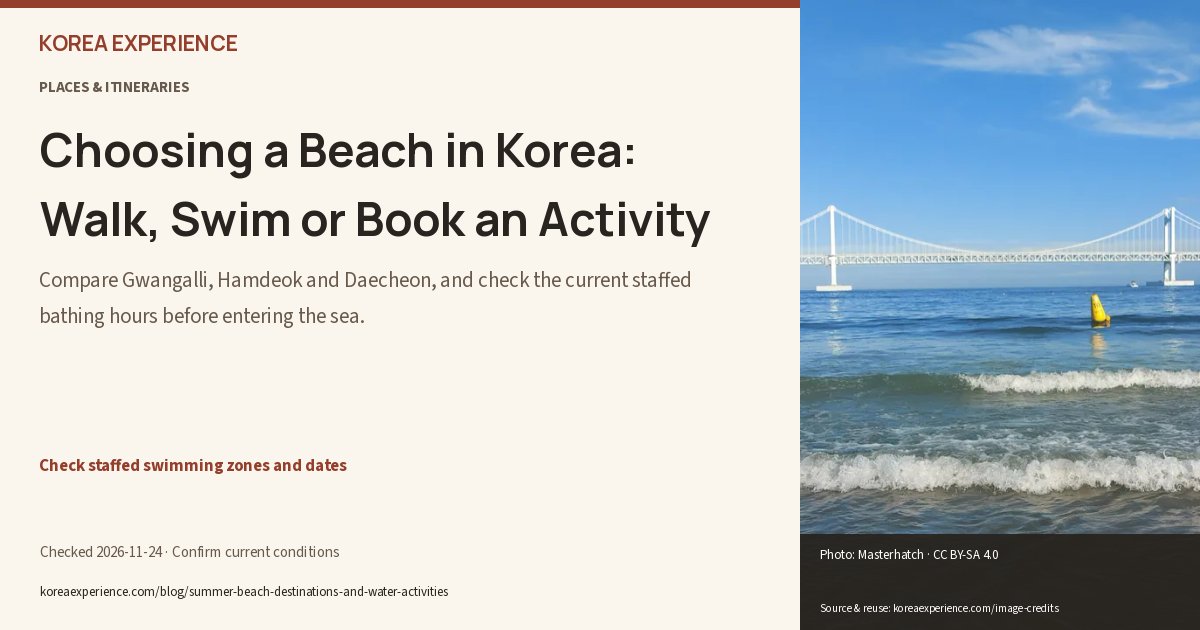 KOREA EXPERIENCE
PLACES & ITINERARIES
Choosing a Beach in Korea:
Walk, Swim or Book an Activity
Compare Gwangalli, Hamdeok and Daecheon, and check the current staffed
bathing hours before entering the sea.
Check staffed swimming zones and dates
Checked 2026-11-24 · Confirm current conditions
koreaexperience.com/blog/summer-beach-destinations-and-water-activities
Photo: Masterhatch · CC BY-SA 4.0
Source & reuse: koreaexperience.com/image-credits